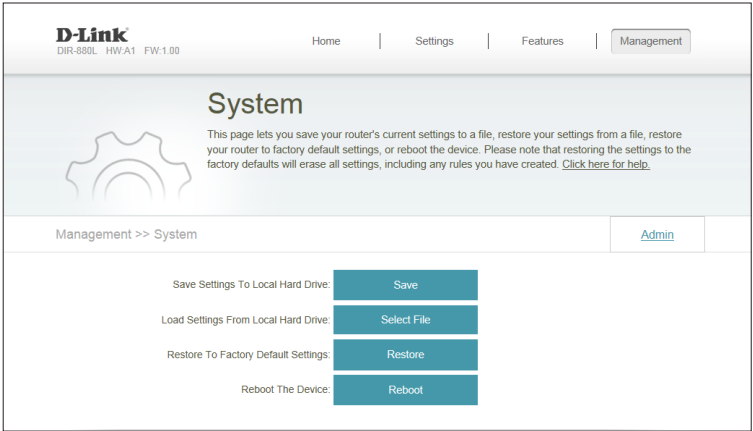 D-Link
DIR-880L HW:A1 FW:1.00
Home
Settings
Features
Management
System
This page lets you save your router's current settings to a file, restore your settings from a file, restore
your router to factory default settings, or reboot the device. Please note that restoring the settings to the
factory defaults will erase all settings, including any rules you have created. Click here for help.
Management >> System
Admin
Save Settings To Local Hard Drive: Save
Load Settings From Local Hard Drive: Select File
Restore To Factory Default Settings: Restore
Reboot The Device: Reboot